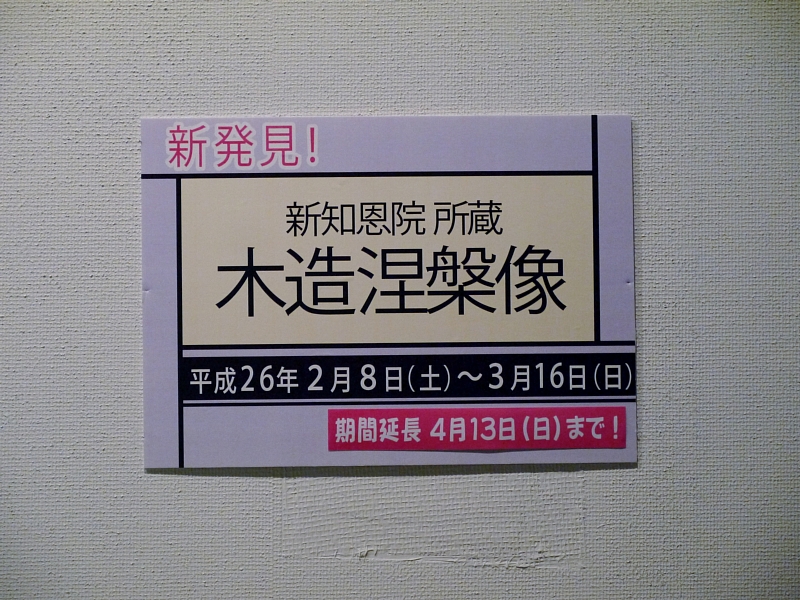 新発見!
新知恩院 所蔵
木造涅槃像
平成26年 2月8日(土)～3月16日(日)
期間延長 4月13日(日)まで!